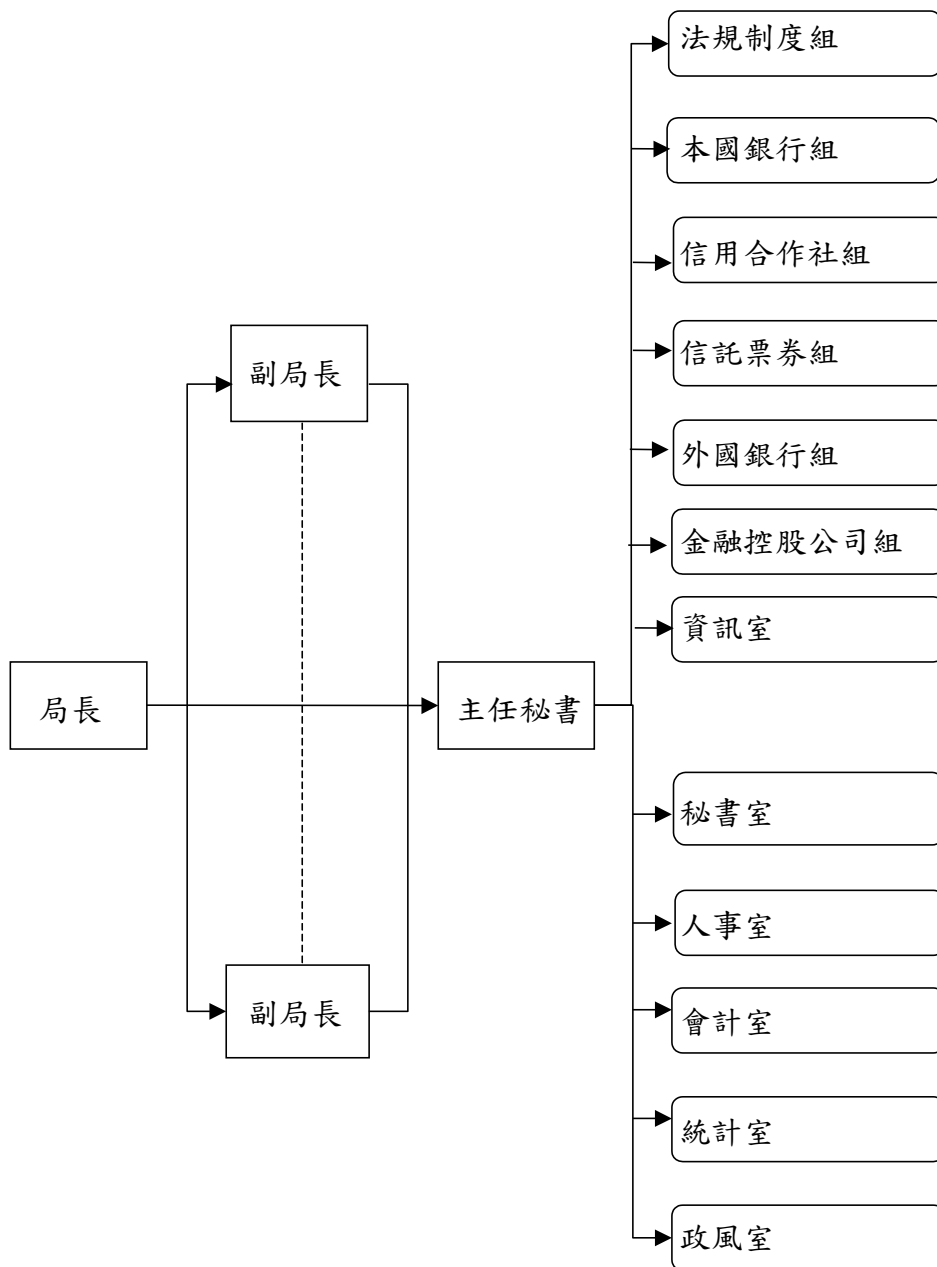 法規制度組
本國銀行組
信用合作社組
信託票券組
副局長
外國銀行組
金融控股公司組
資訊室
局長
主任秘書
秘書室
人事室
副局長
會計室
統計室
政風室